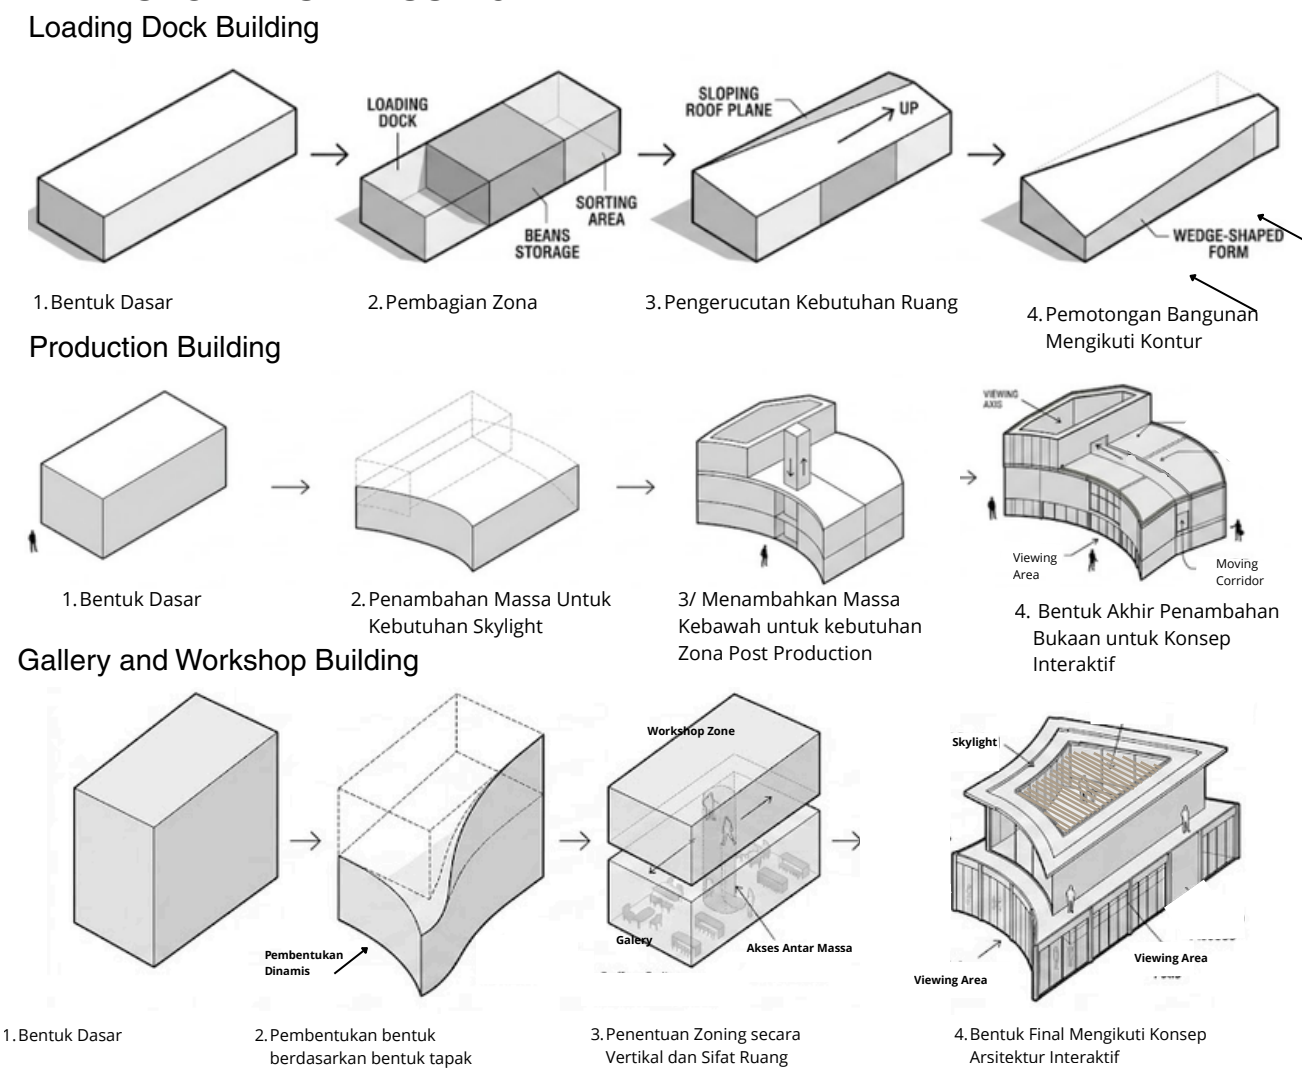 Loading Dock Building
LOADING
DOCK
BEANS
STORAGE
SORTING
AREA
SLOPING
ROOF PLANE
UP
WEDGE-SHAPED
FORM
1. Bentuk Dasar
2. Pembagian Zona
3. Pengerucutan Kebutuhan Ruang
4. Pemotongan Bangunan
Mengikuti Kontur
Production Building
VIEWING
AXIS
Viewing
Area
Moving
Corridor
1. Bentuk Dasar
2. Penambahan Massa Untuk
Kebutuhan Skylight
3/ Menambahkan Massa
Kebawah untuk kebutuhan
Zona Post Production
4. Bentuk Akhir Penambahan
Bukaan untuk Konsep
Interaktif
Gallery and Workshop Building
Pembentukan
Dinamis
Workshop Zone
Galery
Akses Antar Massa
Skylight
Viewing Area
Viewing Area
1. Bentuk Dasar
2. Pembentukan bentuk
berdasarkan bentuk tapak
3. Penentuan Zoning secara
Vertikal dan Sifat Ruang
4. Bentuk Final Mengikuti Konsep
Arsitektur Interaktif